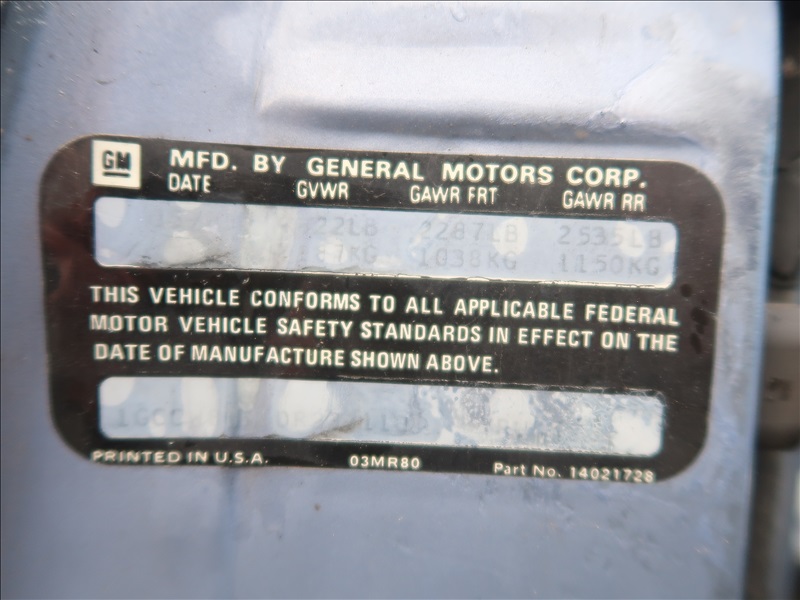 GM
MFD. BY GENERAL MOTORS CORP.
DATE GVWR GAWR FRT GAWR RR
2287LB 2535LB
1038KG 1150KG
THIS VEHICLE CONFORMS TO ALL APPLICABLE FEDERAL
MOTOR VEHICLE SAFETY STANDARDS IN EFFECT ON THE
DATE OF MANUFACTURE SHOWN ABOVE.
PRINTED IN U.S.A. 03MR80 Part No. 14021728